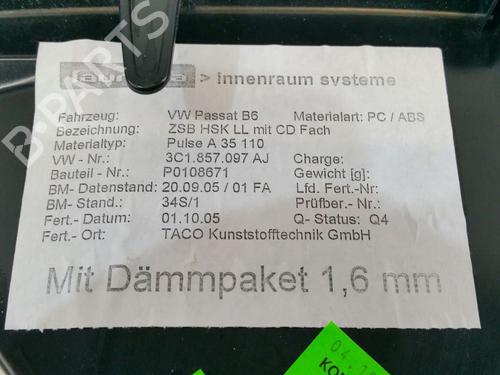 > innenraum systeme
Fahrzeug: VW Passat B6 Materialart: PC / ABS
Bezeichnung: ZSB HSK LL mit CD Fach
Materialtyp: Pulse A 35 110
VW - Nr.: 3C1.857.097 AJ Charge:
Bauteil - Nr.: P0108671 Gewicht [g]:
BM- Datenstand: 20.09.05 / 01 FA Lfd. Fert.-Nr:
BM- Stand.: 34S/1 Prüfber.- Nr.:
Fert.- Datum: 01.10.05 Q- Status: Q4
Fert.- Ort: TACO Kunststofftechnik GmbH
Mit Dämmpaket 1,6 mm
B-PARTS